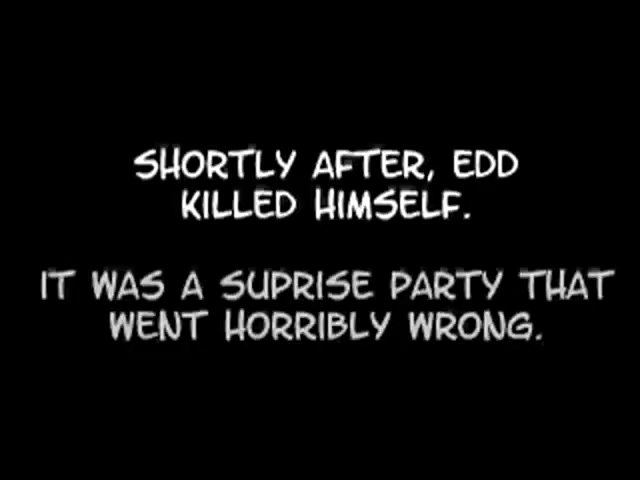 SHORTLY AFTER, EDD
KILLED HIMSELF.
IT WAS A SUPRISE PARTY THAT
WENT HORRIBLY WRONG.